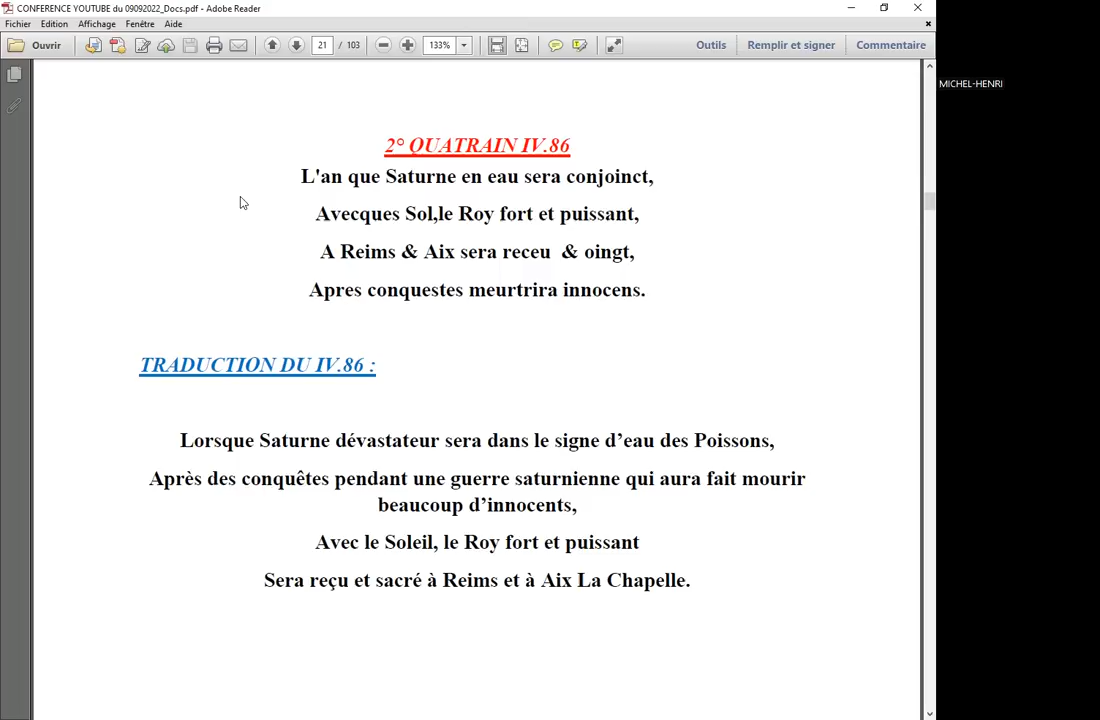 CONFERENCE YOUTUBE du 09092022_Docs.pdf - Adobe Reader
Fichier Edition Affichage Fenêtre Aide
Ouvrir 21 / 103 133% Outils Remplir et signer Commentaire
MICHEL-HENRI
2° QUATRAIN IV.86
L'an que Saturne en eau sera conjoinct,
Avecques Sol,le Roy fort et puissant,
A Reims & Aix sera receu & oingt,
Apres conquestes meurtrira innocens.
TRADUCTION DU IV.86 :
Lorsque Saturne dévastateur sera dans le signe d’eau des Poissons,
Après des conquêtes pendant une guerre saturnienne qui aura fait mourir
beaucoup d’innocents,
Avec le Soleil, le Roy fort et puissant
Sera reçu et sacré à Reims et à Aix La Chapelle.